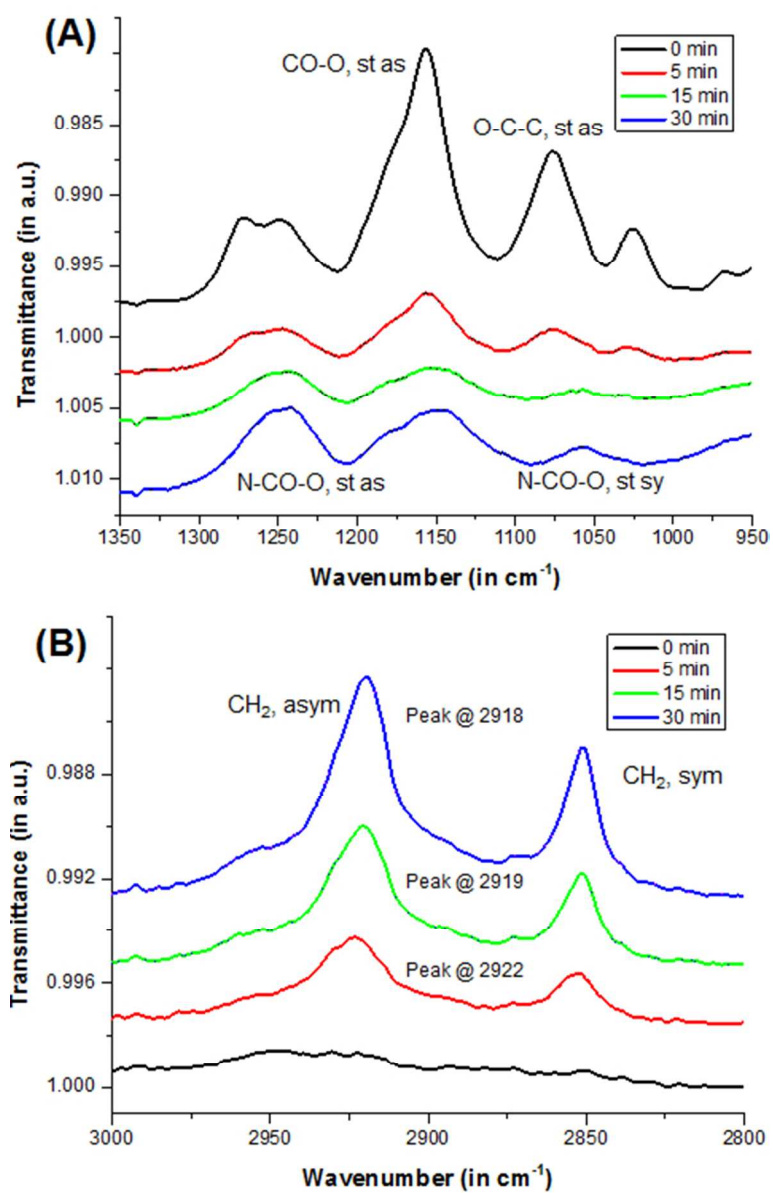 (A)
CO-O, st as
O-C-C, st as
0 min
5 min
15 min
30 min
0.985
0.990
0.995
1.000
1.005
1.010
Transmittance (in a.u.)
N-CO-O, st as
N-CO-O, st sy
1350 1300 1250 1200 1150 1100 1050 1000 950
Wavenumber (in cm⁻¹)
(B)
0 min
5 min
15 min
30 min
CH₂, asym
Peak @ 2918
CH₂, sym
Peak @ 2919
Peak @ 2922
0.988
0.992
0.996
1.000
Transmittance (in a.u.)
3000 2950 2900 2850 2800
Wavenumber (in cm⁻¹)